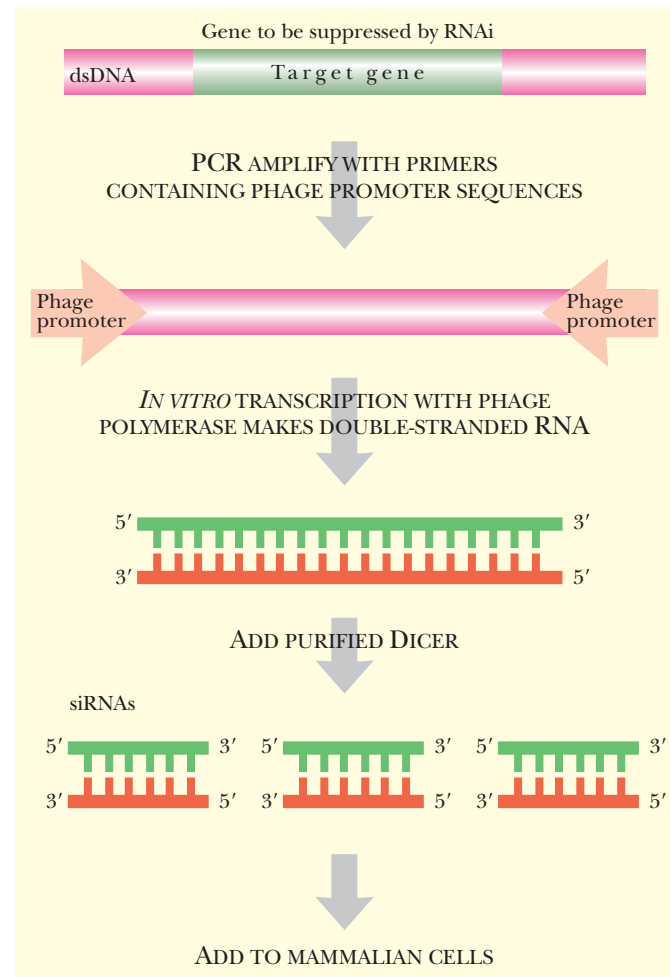 Gene to be suppressed by RNAi
dsDNA
Target gene
PCR AMPLIFY WITH PRIMERS
CONTAINING PHAGE PROMOTER SEQUENCES
Phage
promoter
Phage
promoter
IN VITRO TRANSCRIPTION WITH PHAGE
POLYMERASE MAKES DOUBLE-STRANDED RNA
5′ 3′
3′ 5′
ADD PURIFIED DICER
siRNAs
5′ 3′ 5′ 3′ 5′ 3′
3′ 5′ 3′ 5′ 3′ 5′
ADD TO MAMMALIAN CELLS